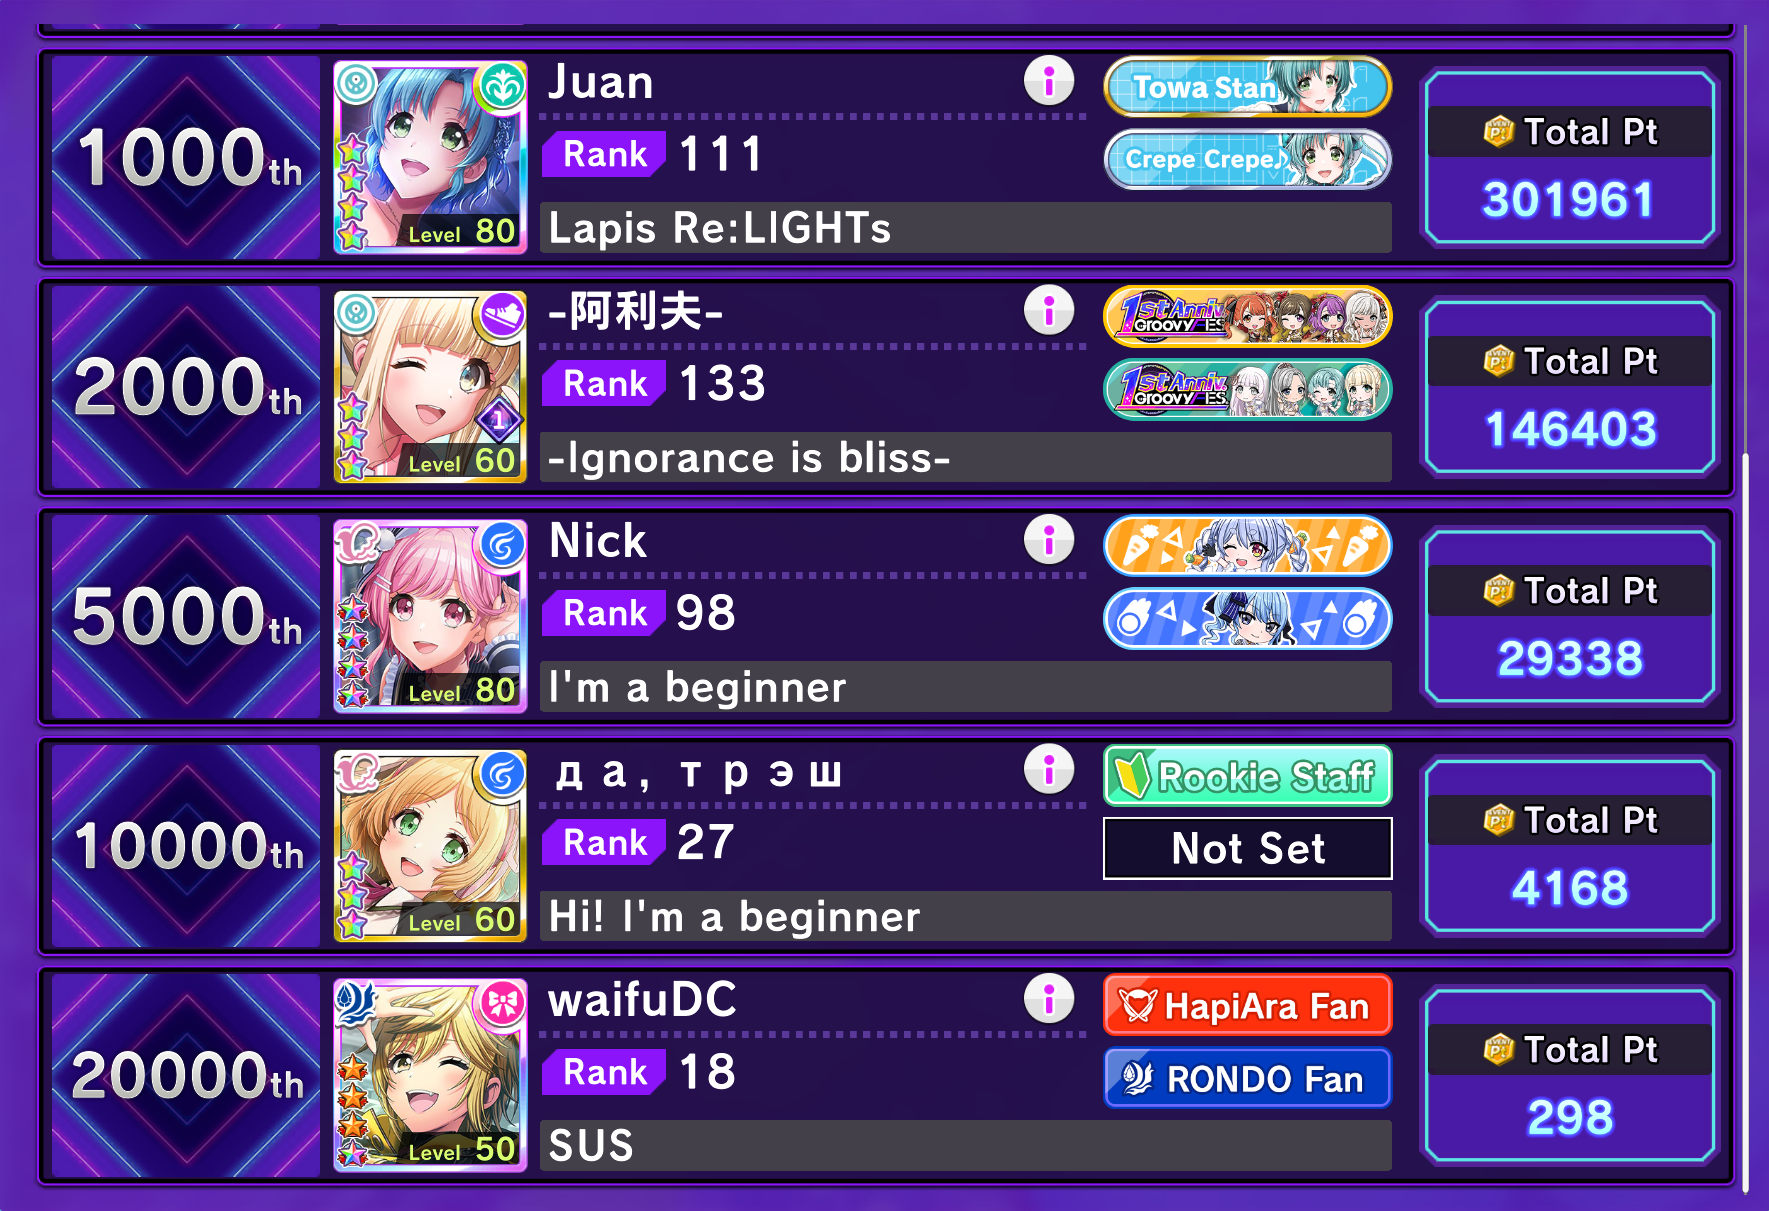 1000th
Juan
Rank 111
Lapis Re:LIGHTs
Towa Stan
Crepe Crepe♪
Total Pt
301961
Level 80
2000th
-阿利夫-
Rank 133
-Ignorance is bliss-
1st Anniv.
GROOVY FES.
1st Anniv.
GROOVY FES.
Total Pt
146403
1
Level 60
5000th
Nick
Rank 98
I'm a beginner
Total Pt
29338
Level 80
10000th
да, трэш
Rank 27
Hi! I'm a beginner
Rookie Staff
Not Set
Total Pt
4168
Level 60
20000th
waifuDC
Rank 18
SUS
HapiAra Fan
RONDO Fan
Total Pt
298
Level 50